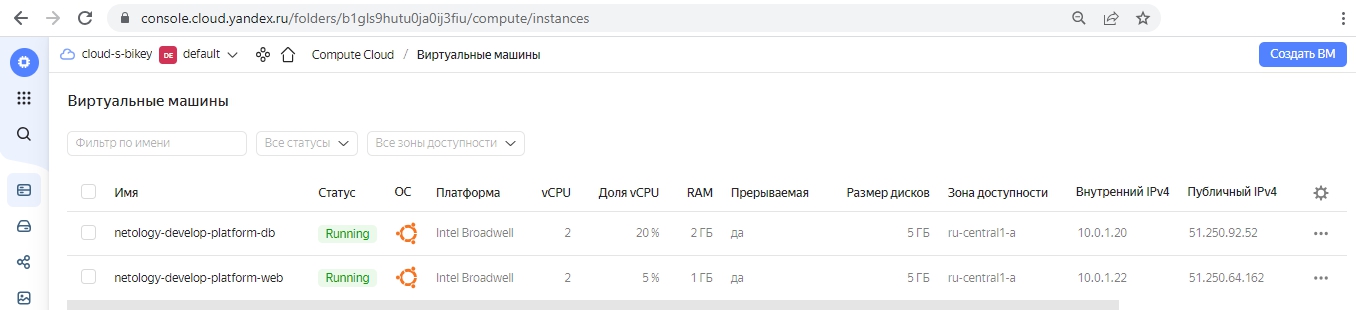 console.cloud.yandex.ru/folders/b1gls9hutu0ja0ij3fiu/compute/instances
cloud-s-bikey DE default Compute Cloud / Виртуальные машины Создать ВМ
Виртуальные машины
Фильтр по имени Все статусы Все зоны доступности
Имя Статус ОС Платформа vCPU Доля vCPU RAM Прерываемая Размер дисков Зона доступности Внутренний IPv4 Публичный IPv4
netology-develop-platform-db Running Intel Broadwell 2 20 % 2 ГБ да 5 ГБ ru-central1-a 10.0.1.20 51.250.92.52
netology-develop-platform-web Running Intel Broadwell 2 5 % 1 ГБ да 5 ГБ ru-central1-a 10.0.1.22 51.250.64.162